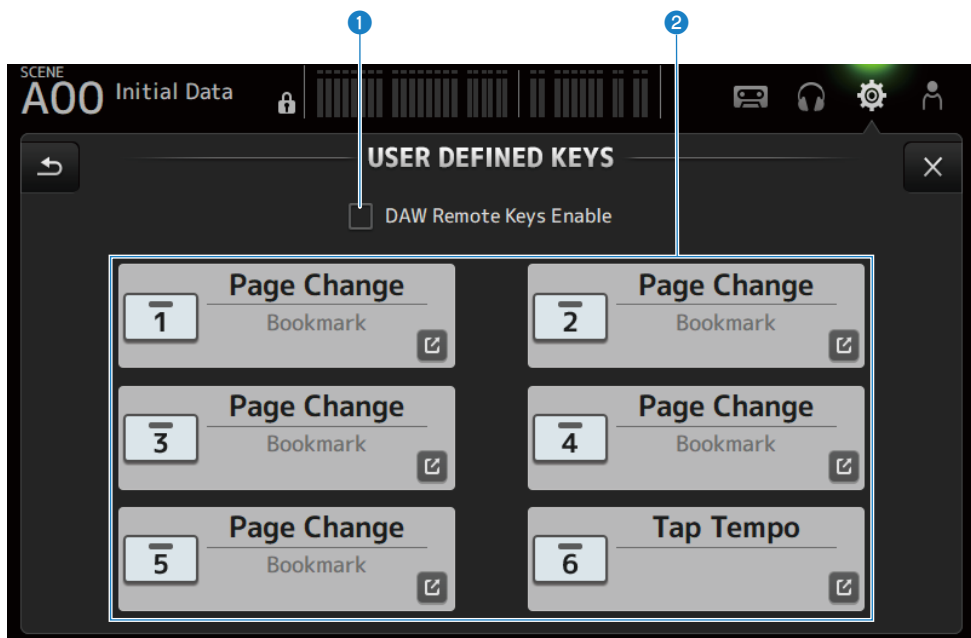 1 2
SCENE
A00 Initial Data
USER DEFINED KEYS
DAW Remote Keys Enable
1 Page Change
Bookmark
2 Page Change
Bookmark
3 Page Change
Bookmark
4 Page Change
Bookmark
5 Page Change
Bookmark
6 Tap Tempo